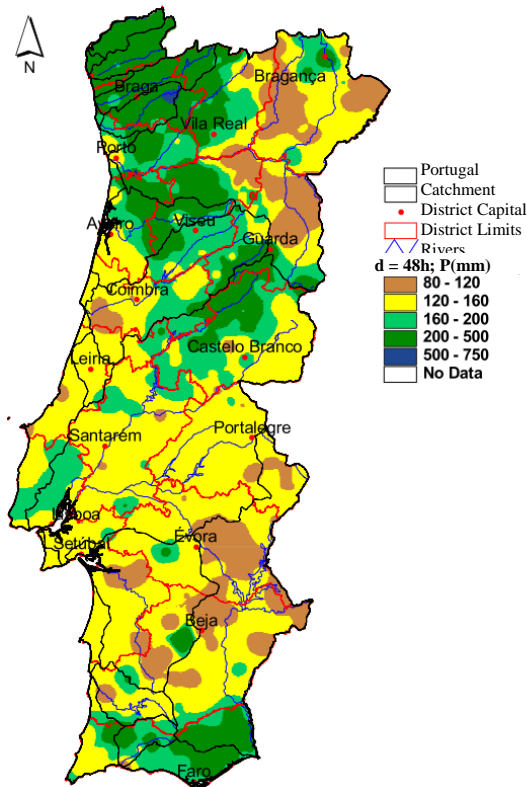 N
Bragança
Braga
Vila Real
Porto
Aveiro
Viseu
Guarda
Coimbra
Leiria
Castelo Branco
Santarém
Portalegre
Lisboa
Setúbal
Évora
Beja
Faro
Portugal
Catchment
District Capital
District Limits
Rivers
d = 48h; P(mm)
80 - 120
120 - 160
160 - 200
200 - 500
500 - 750
No Data